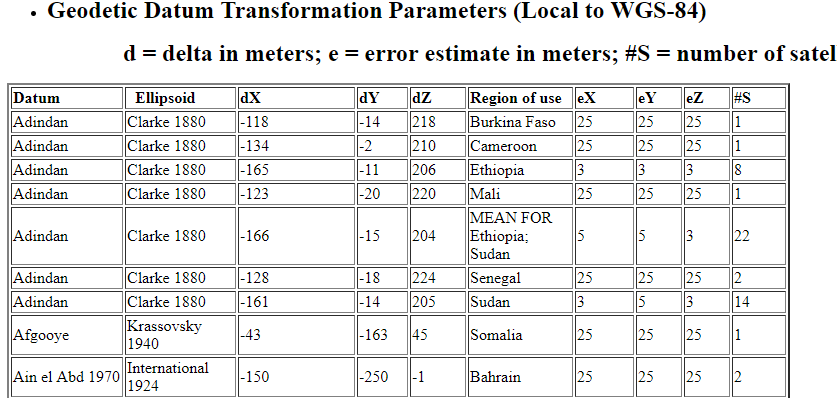 • Geodetic Datum Transformation Parameters (Local to WGS-84)
d = delta in meters; e = error estimate in meters; #S = number of satel
Datum Ellipsoid dX dY dZ Region of use eX eY eZ #S
Adindan Clarke 1880 -118 -14 218 Burkina Faso 25 25 25 1
Adindan Clarke 1880 -134 -2 210 Cameroon 25 25 25 1
Adindan Clarke 1880 -165 -11 206 Ethiopia 3 3 3 8
Adindan Clarke 1880 -123 -20 220 Mali 25 25 25 1
MEAN FOR
Adindan Clarke 1880 -166 -15 204 Ethiopia; 5 5 3 22
Sudan
Adindan Clarke 1880 -128 -18 224 Senegal 25 25 25 2
Adindan Clarke 1880 -161 -14 205 Sudan 3 5 3 14
Krassovsky
Afgooye -43 -163 45 Somalia 25 25 25 1
1940
International
Ain el Abd 1970 -150 -250 -1 Bahrain 25 25 25 2
1924